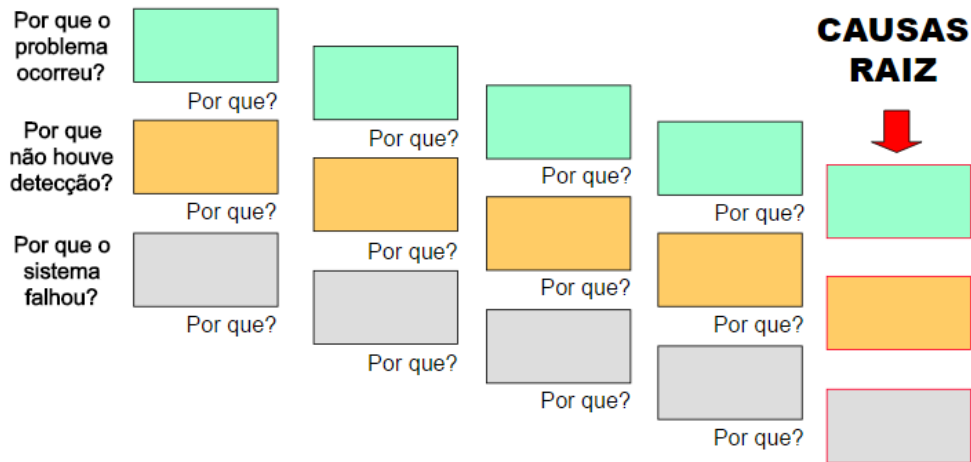 Por que o
problema
ocorreu?
CAUSAS
RAIZ
Por que?
Por que?
Por que?
Por que?
Por que
não houve
detecção?
Por que?
Por que?
Por que?
Por que?
Por que o
sistema
falhou?
Por que?
Por que?
Por que?
Por que?